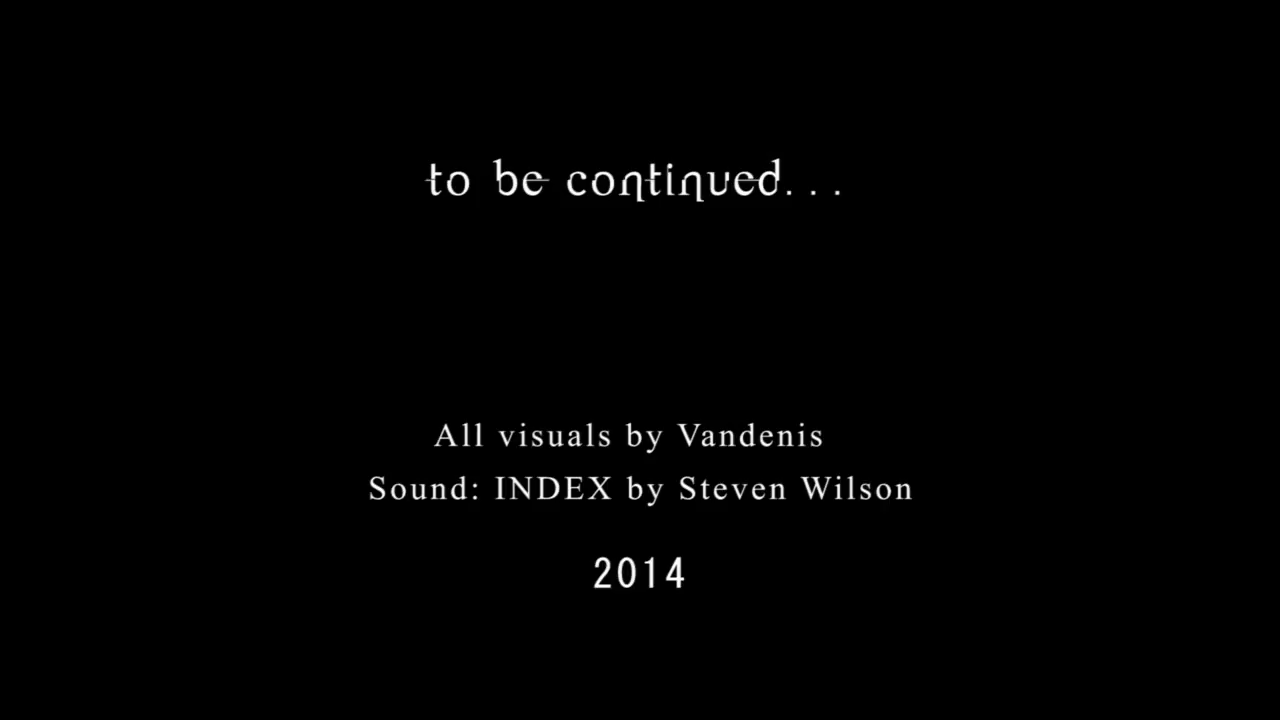 to be continued...
All visuals by Vandenis
Sound: INDEX by Steven Wilson
2014